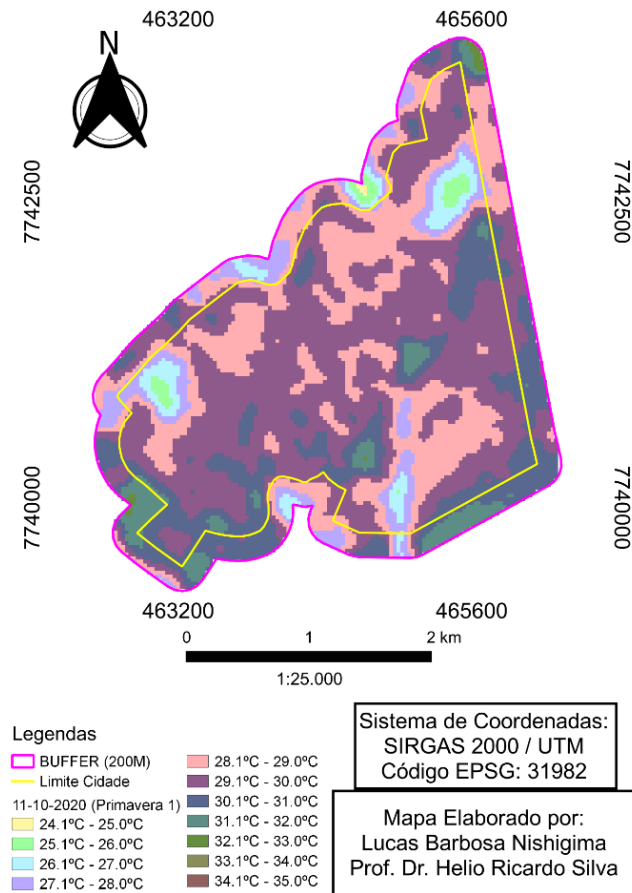 463200 465600
N
7742500 7742500
7740000 7740000
463200 465600
0 1 2 km
1:25.000
Legendas
BUFFER (200M)
Limite Cidade
11-10-2020 (Primavera 1)
24.1ºC - 25.0ºC
25.1ºC - 26.0ºC
26.1ºC - 27.0ºC
27.1ºC - 28.0ºC
28.1ºC - 29.0ºC
29.1ºC - 30.0ºC
30.1ºC - 31.0ºC
31.1ºC - 32.0ºC
32.1ºC - 33.0ºC
33.1ºC - 34.0ºC
34.1ºC - 35.0ºC
Sistema de Coordenadas:
SIRGAS 2000 / UTM
Código EPSG: 31982
Mapa Elaborado por:
Lucas Barbosa Nishigima
Prof. Dr. Helio Ricardo Silva